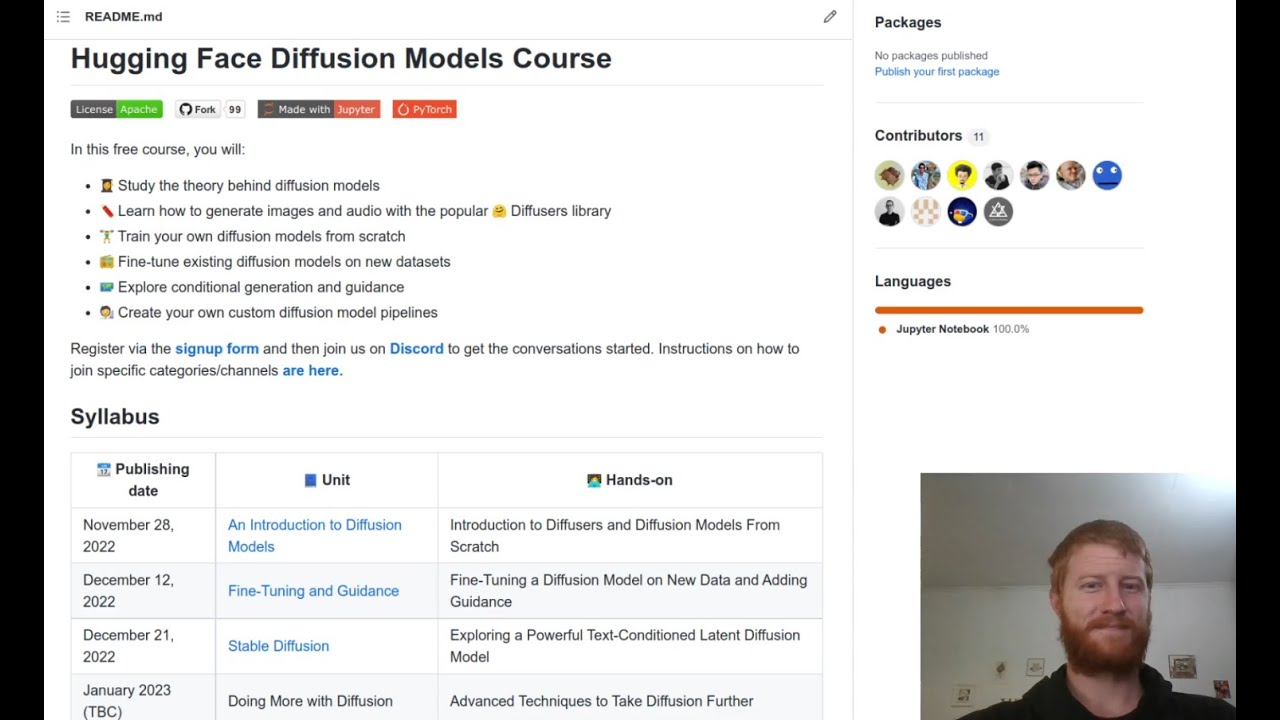 README.md
Hugging Face Diffusion Models Course
License Apache Fork 99 Made with Jupyter PyTorch
In this free course, you will:
Study the theory behind diffusion models
Learn how to generate images and audio with the popular 🤗 Diffusers library
Train your own diffusion models from scratch
Fine-tune existing diffusion models on new datasets
Explore conditional generation and guidance
Create your own custom diffusion model pipelines
Register via the signup form and then join us on Discord to get the conversations started. Instructions on how to
join specific categories/channels are here.
Syllabus
Publishing
date
Unit
Hands-on
November 28,
2022
An Introduction to Diffusion
Models
Introduction to Diffusers and Diffusion Models From
Scratch
December 12,
2022
Fine-Tuning and Guidance
Fine-Tuning a Diffusion Model on New Data and Adding
Guidance
December 21,
2022
Stable Diffusion
Exploring a Powerful Text-Conditioned Latent Diffusion
Model
January 2023
(TBC)
Doing More with Diffusion
Advanced Techniques to Take Diffusion Further
Packages
No packages published
Publish your first package
Contributors 11
Languages
Jupyter Notebook 100.0%